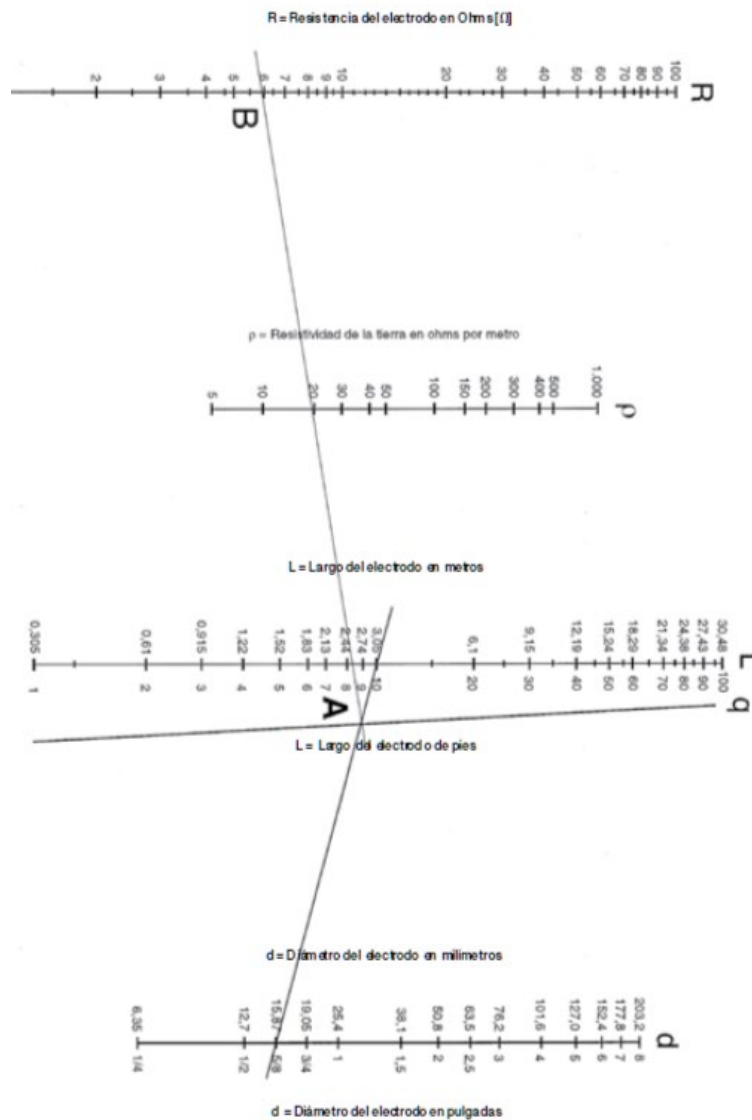 R = Resistencia del electrodo en Ohms [Ω]
2 3 4 5 6 7 8 9 10 20 30 40 50 60 70 80 90 100
R
B
ρ = Resistividad de la tierra en ohms por metro
5 10 20 30 40 50 100 150 200 300 400 500 1.000
ρ
L = Largo del electrodo en metros
0,305 0,61 0,915 1,22 1,52 1,83 2,13 2,44 2,74 3,05 6,1 9,15 12,19 15,24 18,29 21,34 24,38 27,43 30,48
L
1 2 3 4 5 6 7 8 9 10 20 30 40 50 60 70 80 90 100
q
A
L = Largo del electrodo de pies
d = Diámetro del electrodo en milimetros
6,35 12,7 15,87 19,05 25,4 38,1 50,8 63,5 76,2 101,6 127,0 152,4 177,8 203,2
d
1/4 1/2 5/8 3/4 1 1,5 2 2,5 3 4 5 6 7 8
d = Diámetro del electrodo en pulgadas